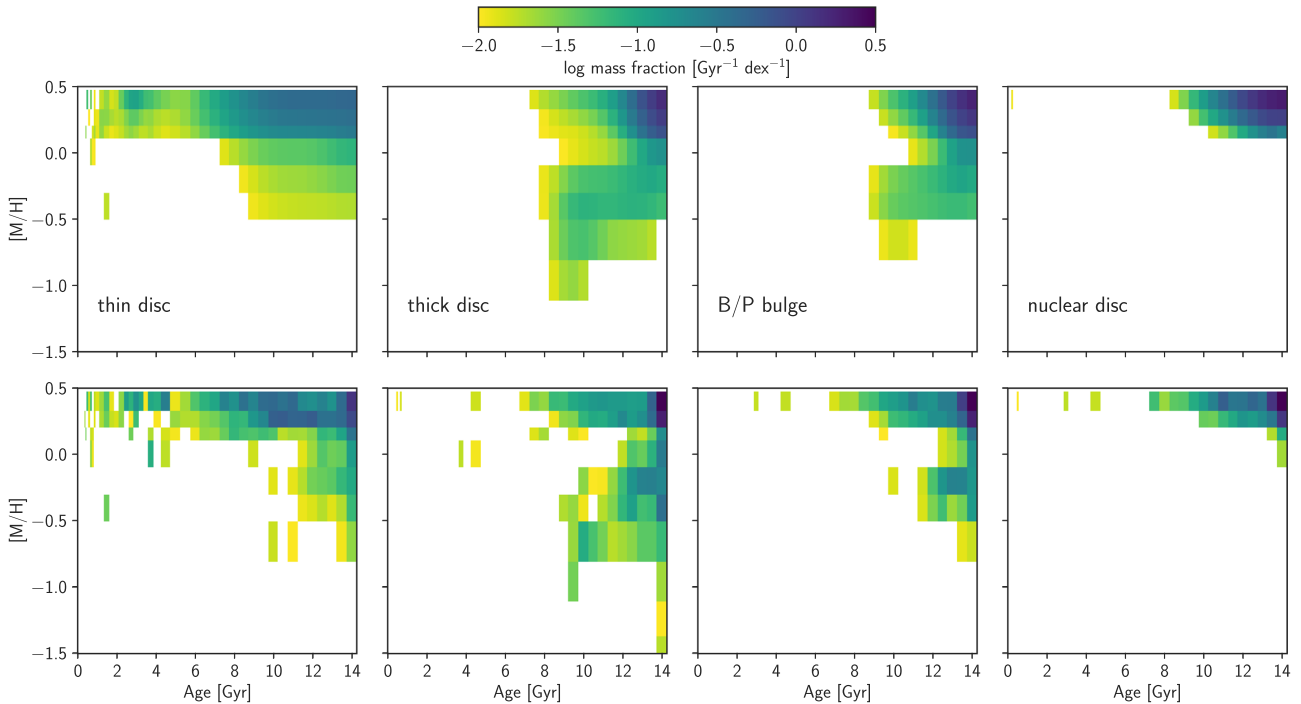 −2.0 −1.5 −1.0 −0.5 0.0 0.5
log mass fraction [Gyr⁻¹ dex⁻¹]
0.5
0.0
−0.5
−1.0
−1.5
[M/H]
thin disc
thick disc
B/P bulge
nuclear disc
0.5
0.0
−0.5
−1.0
−1.5
[M/H]
0 2 4 6 8 10 12 14 0 2 4 6 8 10 12 14 0 2 4 6 8 10 12 14 0 2 4 6 8 10 12 14
Age [Gyr] Age [Gyr] Age [Gyr] Age [Gyr]